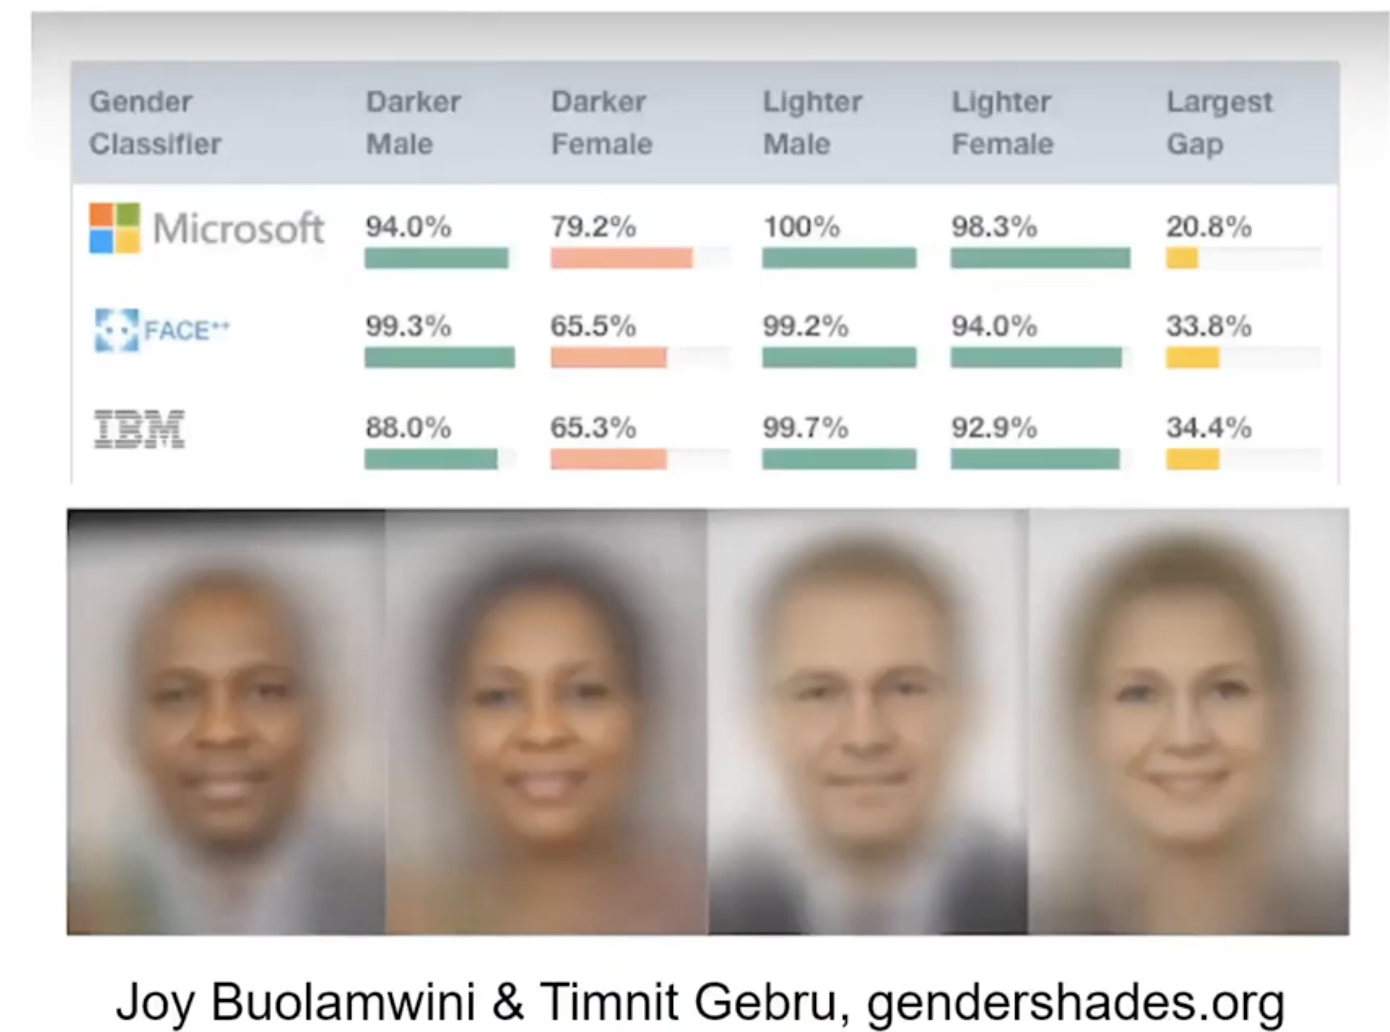 Gender Classifier
Darker Male
Darker Female
Lighter Male
Lighter Female
Largest Gap
Microsoft 94.0% 79.2% 100% 98.3% 20.8%
FACE++ 99.3% 65.5% 99.2% 94.0% 33.8%
IBM 88.0% 65.3% 99.7% 92.9% 34.4%
Joy Buolamwini & Timnit Gebru, gendershades.org